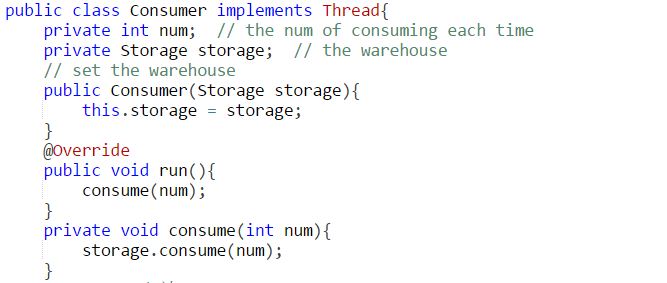 public class Consumer implements Thread{
    private int num;  // the num of consuming each time
    private Storage storage;  // the warehouse
    // set the warehouse
    public Consumer(Storage storage){
        this.storage = storage;
    }
    @Override
    public void run(){
        consume(num);
    }
    private void consume(int num){
        storage.consume(num);
    }